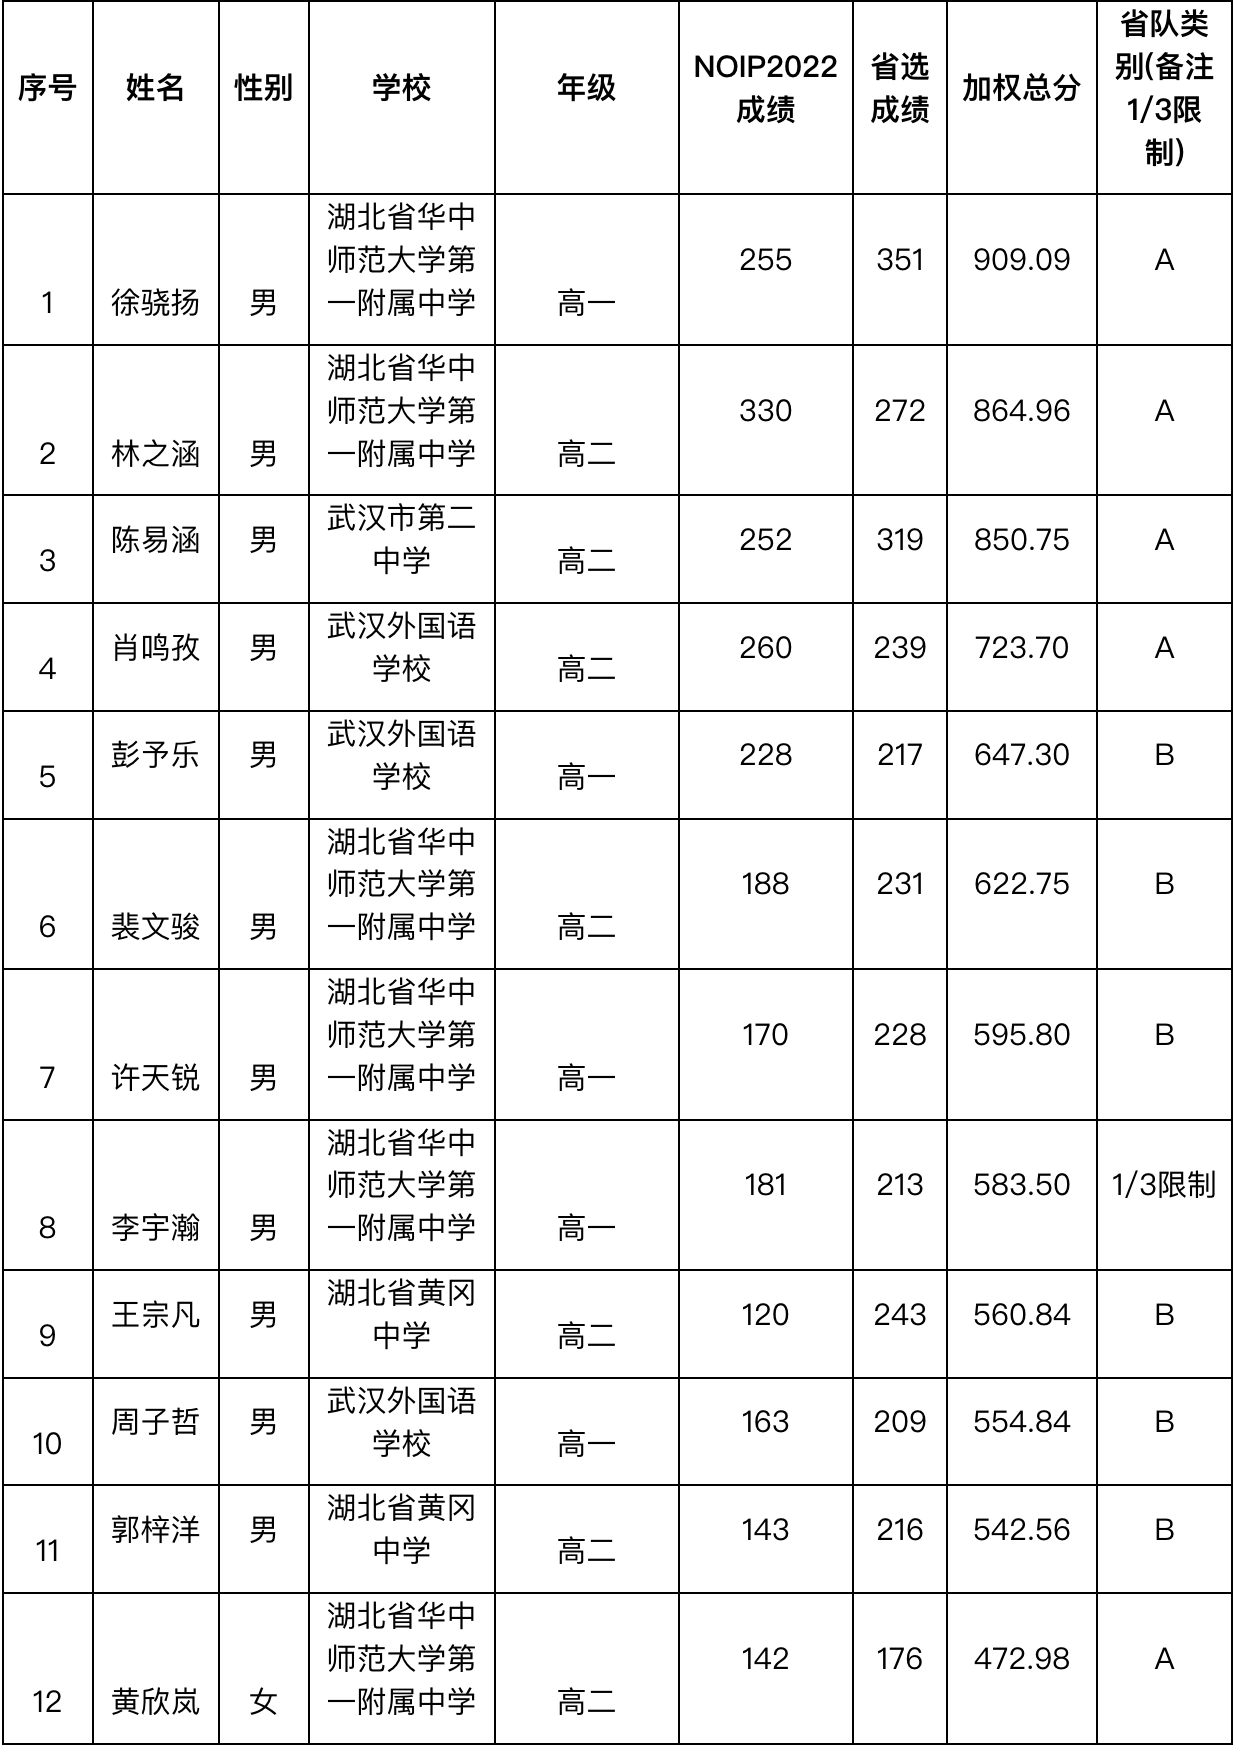 序号 姓名 性别 学校 年级 NOIP2022成绩 省选成绩 加权总分 省队类别(备注1/3限制)
1 徐骁扬 男 湖北省华中师范大学第一附属中学 高一 255 351 909.09 A
2 林之涵 男 湖北省华中师范大学第一附属中学 高二 330 272 864.96 A
3 陈易涵 男 武汉市第二中学 高二 252 319 850.75 A
4 肖鸣孜 男 武汉外国语学校 高二 260 239 723.70 A
5 彭予乐 男 武汉外国语学校 高一 228 217 647.30 B
6 裴文骏 男 湖北省华中师范大学第一附属中学 高二 188 231 622.75 B
7 许天锐 男 湖北省华中师范大学第一附属中学 高一 170 228 595.80 B
8 李宇瀚 男 湖北省华中师范大学第一附属中学 高一 181 213 583.50 1/3限制
9 王宗凡 男 湖北省黄冈中学 高二 120 243 560.84 B
10 周子哲 男 武汉外国语学校 高一 163 209 554.84 B
11 郭梓洋 男 湖北省黄冈中学 高二 143 216 542.56 B
12 黄欣岚 女 湖北省华中师范大学第一附属中学 高二 142 176 472.98 A